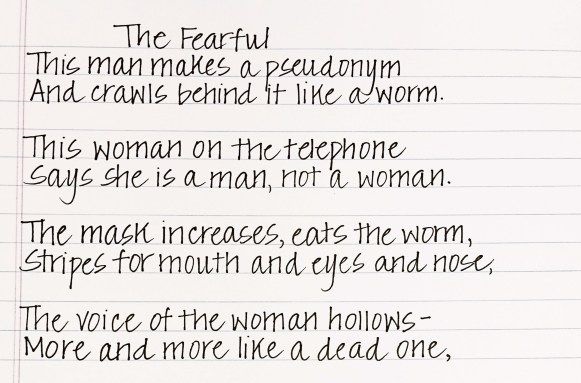 The Fearful
This man makes a pseudonym
And crawls behind it like a worm.
This woman on the telephone
Says she is a man, not a woman.
The mask increases, eats the worm,
Stripes for mouth and eyes and nose,
The voice of the woman hollows-
More and more like a dead one,